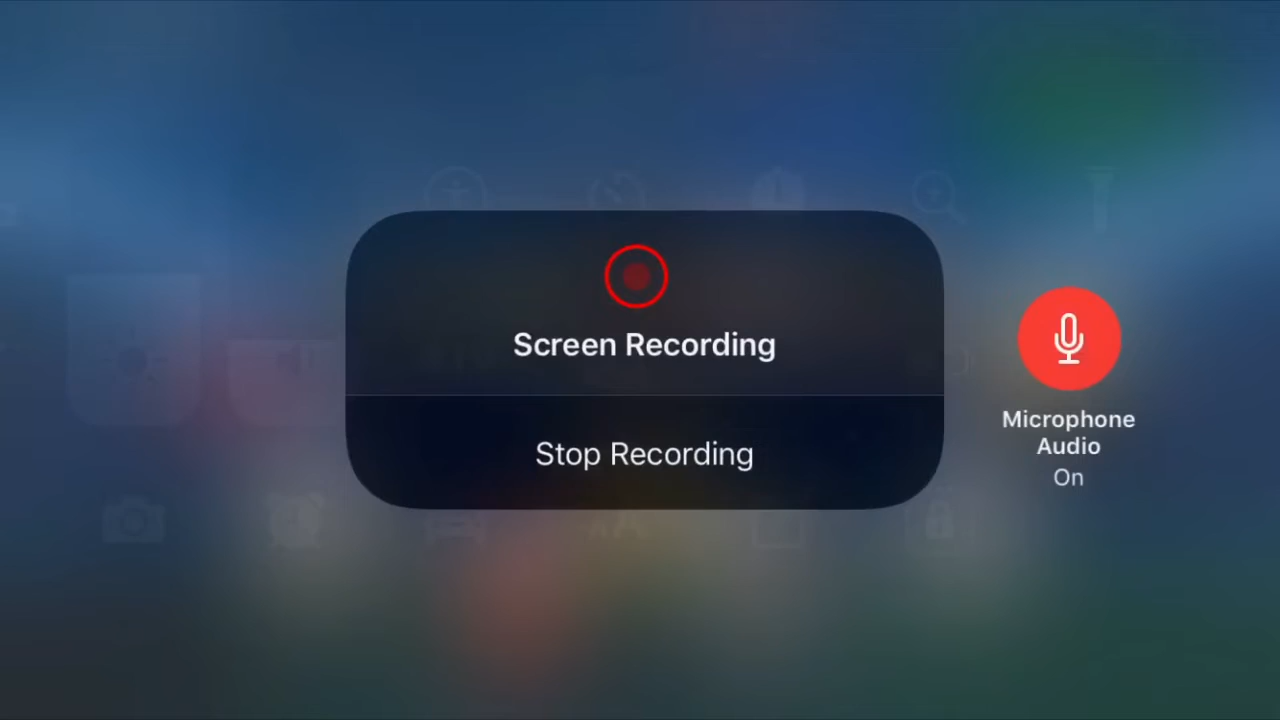 Screen Recording
Stop Recording
Microphone
Audio
On